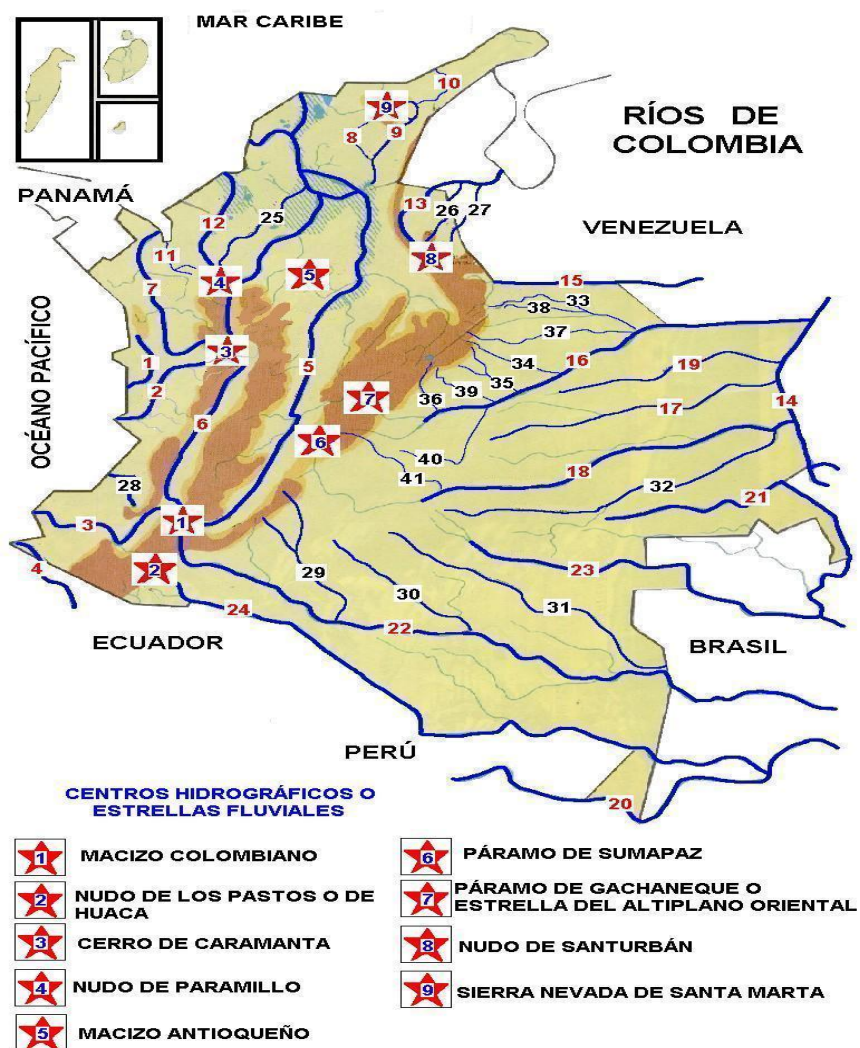 MAR CARIBE
RÍOS DE
COLOMBIA
PANAMÁ
VENEZUELA
OCÉANO PACÍFICO
10
9
8
9
13
26
27
12
25
11
4
5
8
15
7
38
33
37
3
1
5
34
16
19
2
7
35
36
39
17
14
6
6
40
18
41
32
28
21
3
1
4
2
29
23
30
31
24
22
ECUADOR
BRASIL
PERÚ
20
CENTROS HIDROGRÁFICOS O
ESTRELLAS FLUVIALES
1 MACIZO COLOMBIANO
2 NUDO DE LOS PASTOS O DE
HUACA
3 CERRO DE CARAMANTA
4 NUDO DE PARAMILLO
5 MACIZO ANTIOQUEÑO
6 PÁRAMO DE SUMAPAZ
7 PÁRAMO DE GACHANEQUE O
ESTRELLA DEL ALTIPLANO ORIENTAL
8 NUDO DE SANTURBÁN
9 SIERRA NEVADA DE SANTA MARTA